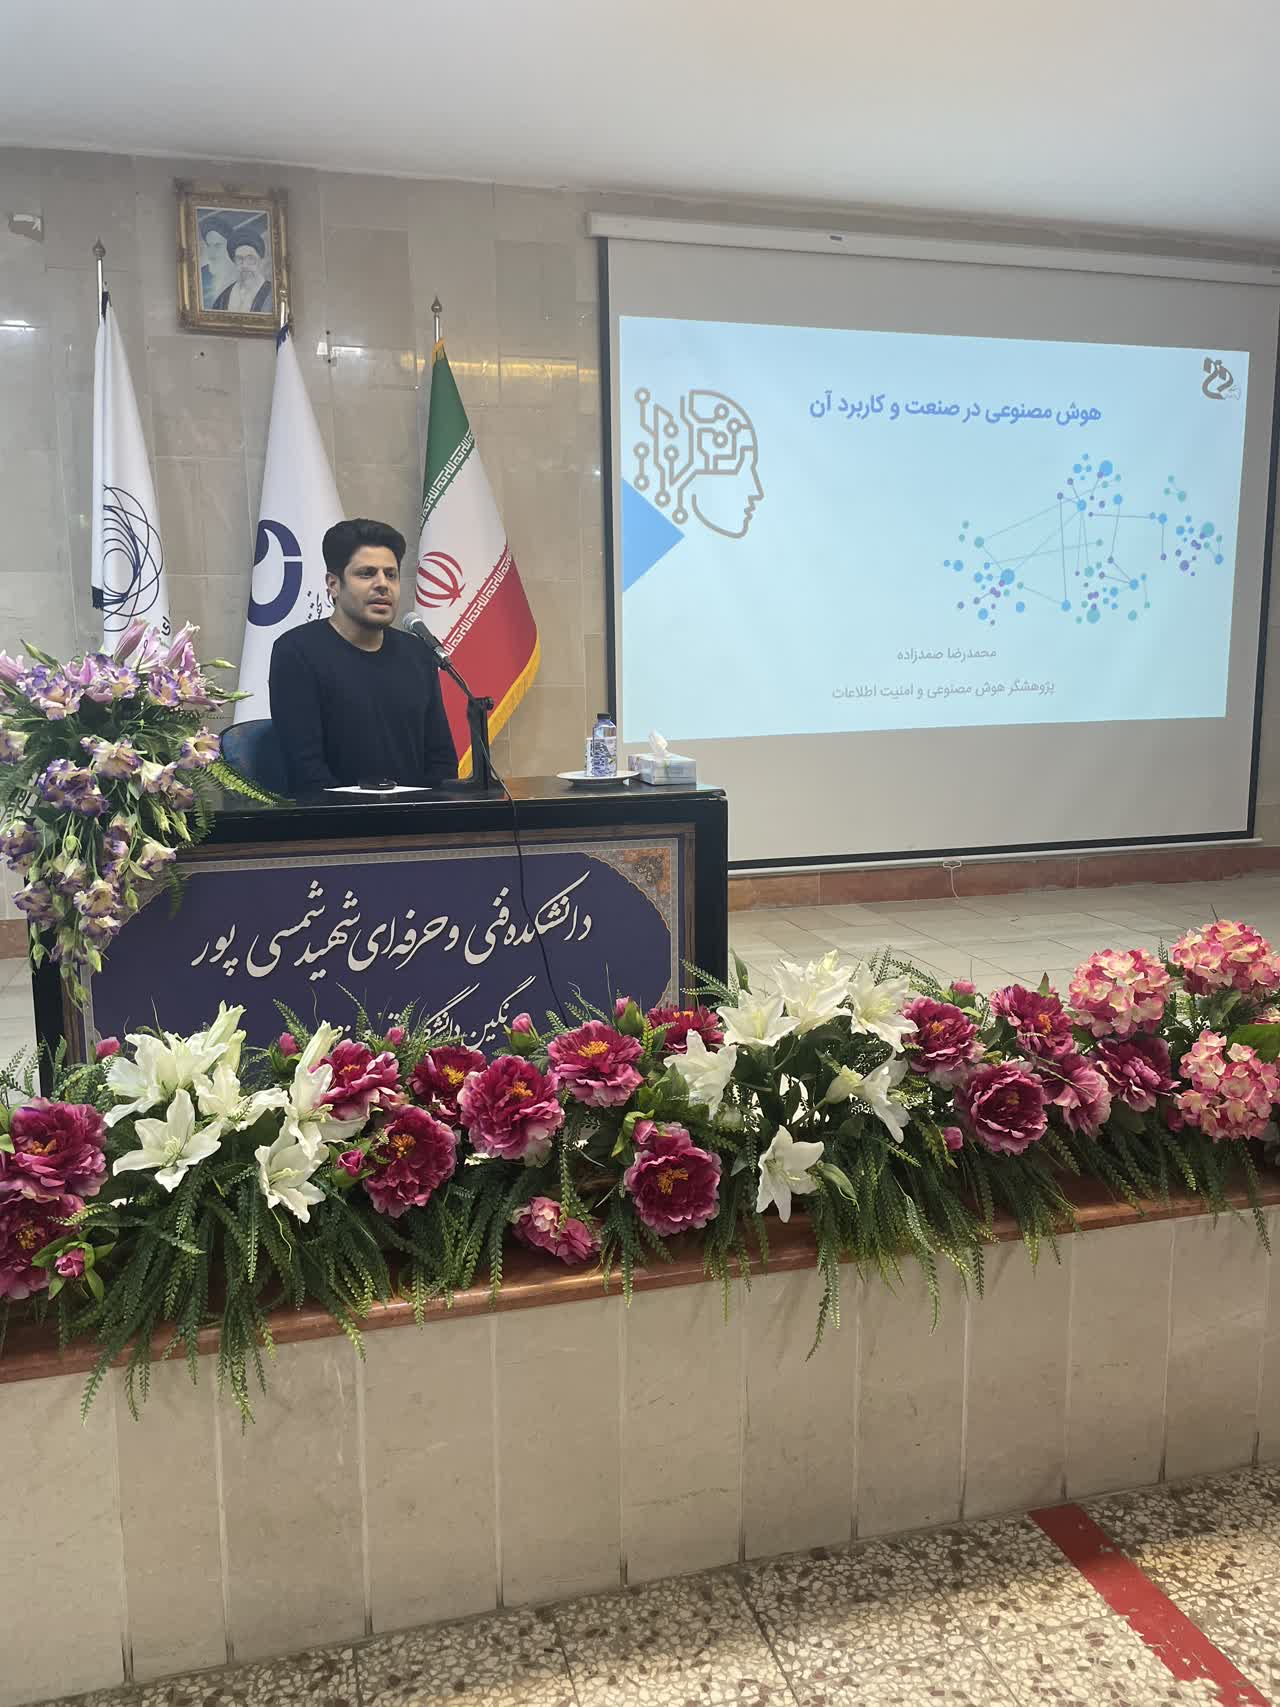 هوش مصنوعی در صنعت و کاربرد آن
محمدرضا صمدزاده
پژوهشگر هوش مصنوعی و امنیت اطلاعات
دانشکده فنی و حرفه‌ای شهید شمسی پور
نگین